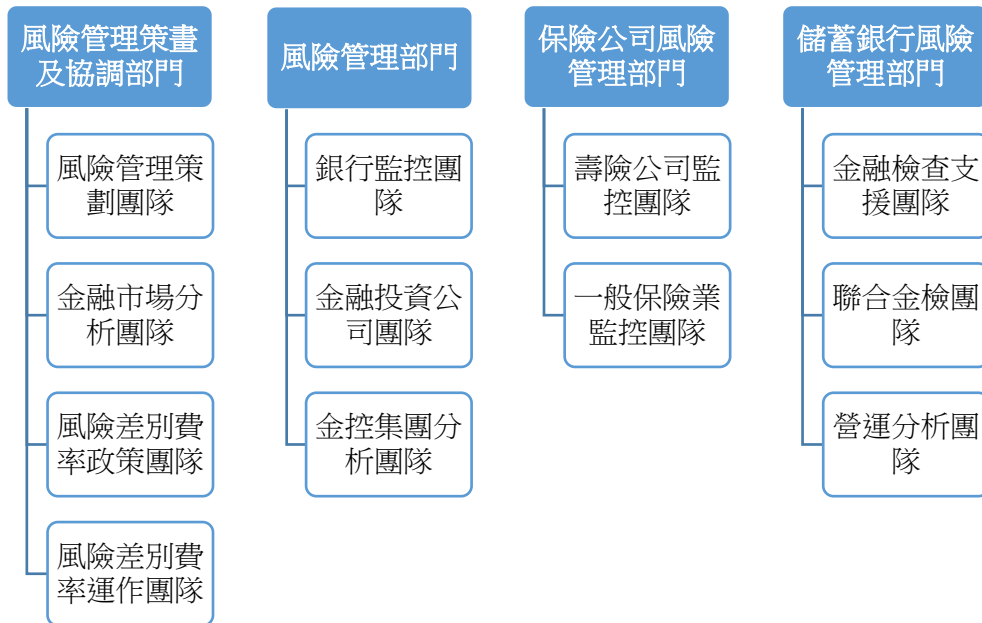 風險管理策畫
及協調部門
風險管理策
劃團隊
金融市場分
析團隊
風險差別費
率政策團隊
風險差別費
率運作團隊
風險管理部門
銀行監控團
隊
金融投資公
司團隊
金控集團分
析團隊
保險公司風險
管理部門
壽險公司監
控團隊
一般保險業
監控團隊
儲蓄銀行風險
管理部門
金融檢查支
援團隊
聯合金檢團
隊
營運分析團
隊